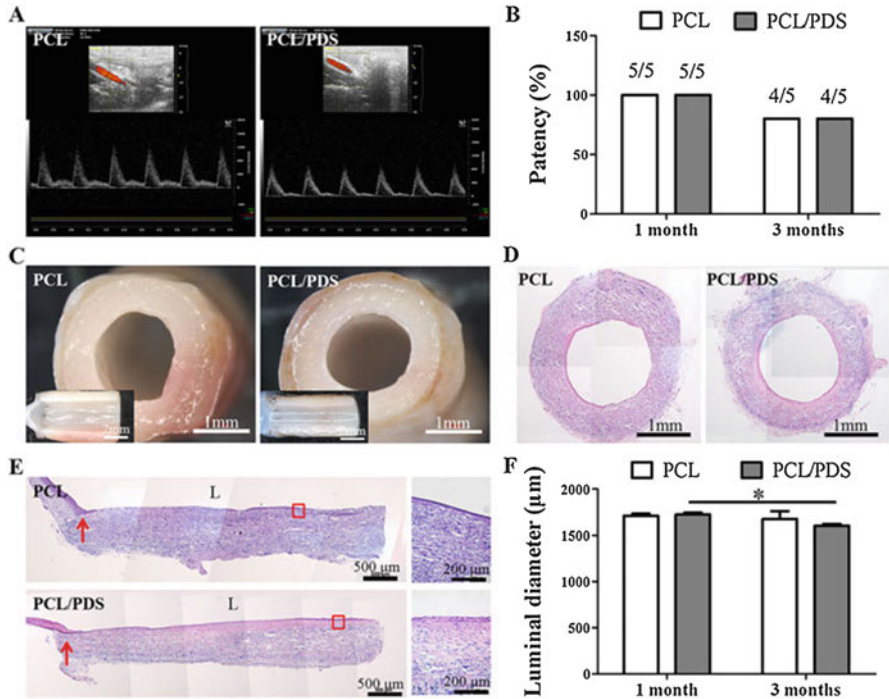 A
PCL
PCL/PDS
B
PCL
PCL/PDS
Patency (%)
150
100
50
0
5/5
5/5
4/5
4/5
1 month
3 months
C
PCL
PCL/PDS
2mm
1mm
1mm
D
PCL
PCL/PDS
1mm
1mm
E
PCL
L
500 μm
200 μm
PCL/PDS
L
500 μm
200 μm
F
PCL
PCL/PDS
Luminal diameter (μm)
2000
1500
1000
500
0
*
1 month
3 months